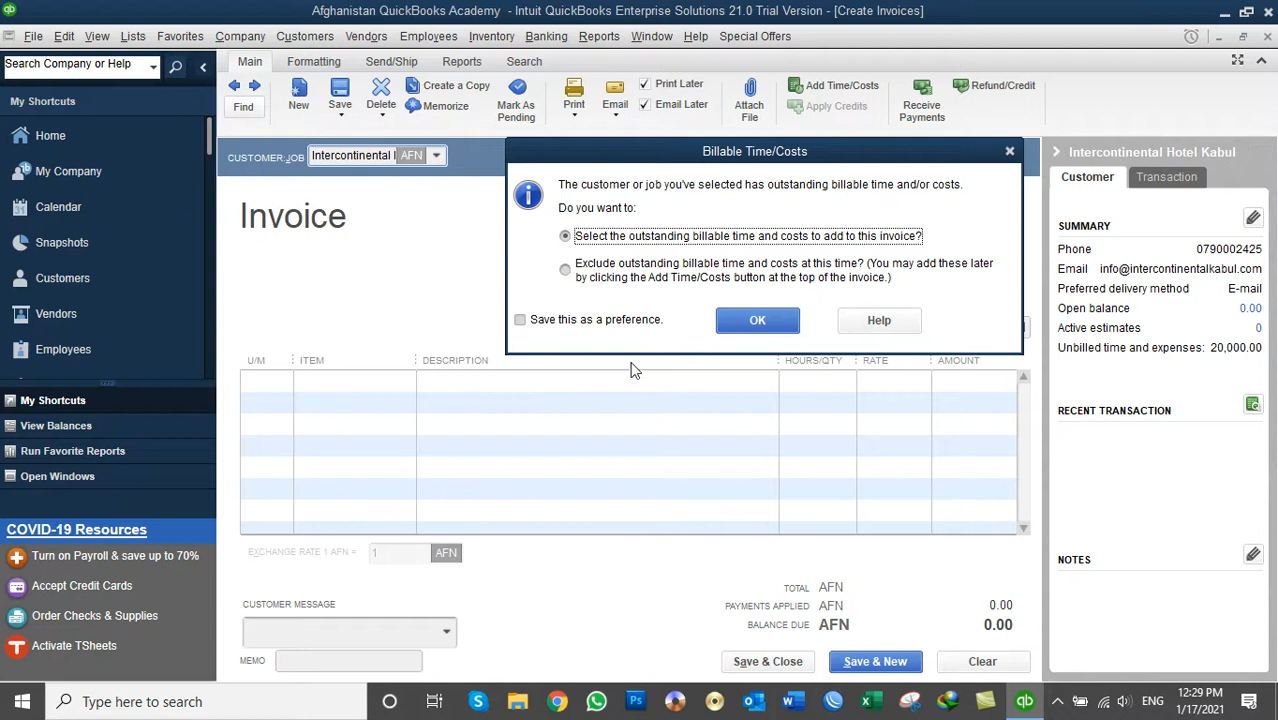 Afghanistan QuickBooks Academy - Intuit QuickBooks Enterprise Solutions 21.0 Trial Version - [Create Invoices]
File Edit View Lists Favorites Company Customers Vendors Employees Inventory Banking Reports Window Help Special Offers
Search Company or Help
My Shortcuts
Home
My Company
Calendar
Snapshots
Customers
Vendors
Employees
My Shortcuts
View Balances
Run Favorite Reports
Open Windows
COVID-19 Resources
Turn on Payroll & save up to 70%
Accept Credit Cards
Order Checks & Supplies
Activate TSheets
Main Formatting Send/Ship Reports Search
Find
New
Save
Delete
Create a Copy
Memorize
Mark As
Pending
Print
Email
Print Later
Email Later
Attach
File
Add Time/Costs
Apply Credits
Receive
Payments
Refund/Credit
CUSTOMER:JOB Intercontinental AFN
Invoice
Billable Time/Costs
The customer or job you've selected has outstanding billable time and/or costs.
Do you want to:
Select the outstanding billable time and costs to add to this invoice?
Exclude outstanding billable time and costs at this time? (You may add these later
by clicking the Add Time/Costs button at the top of the invoice.)
Save this as a preference.
OK
Help
U/M ITEM DESCRIPTION HOURS/QTY RATE AMOUNT
EXCHANGE RATE 1 AFN = 1 AFN
TOTAL AFN
PAYMENTS APPLIED AFN 0.00
BALANCE DUE AFN 0.00
CUSTOMER MESSAGE
MEMO
Save & Close
Save & New
Clear
Intercontinental Hotel Kabul
Customer Transaction
SUMMARY
Phone 0790002425
Email info@intercontinentalkabul.com
Preferred delivery method E-mail
Open balance 0.00
Active estimates 0
Unbilled time and expenses: 20,000.00
RECENT TRANSACTION
NOTES
Type here to search
ENG
12:29 PM
1/17/2021